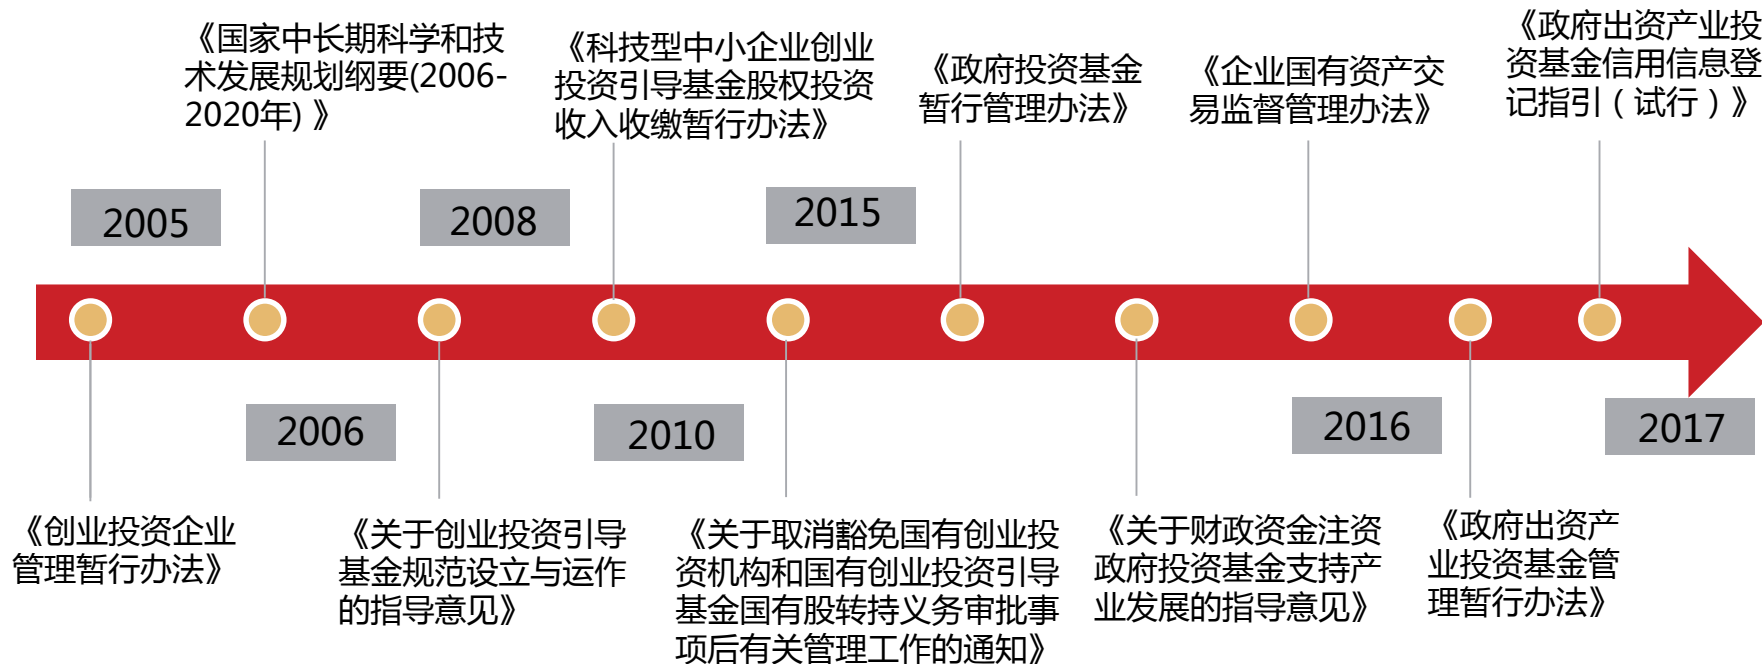 《国家中长期科学和技
术发展规划纲要(2006-
2020年) 》
《科技型中小企业创业
投资引导基金股权投资
收入收缴暂行办法》
《政府投资基金
暂行管理办法》
《企业国有资产交
易监督管理办法》
《政府出资产业投
资基金信用信息登
记指引（试行）》
2005
2008
2015
2006
2010
2016
2017
《创业投资企业
管理暂行办法》
《关于创业投资引导
基金规范设立与运作
的指导意见》
《关于取消豁免国有创业投
资机构和国有创业投资引导
基金国有股转持义务审批事
项后有关管理工作的通知》
《关于财政资金注资
政府投资基金支持产
业发展的指导意见》
《政府出资产
业投资基金管
理暂行办法》